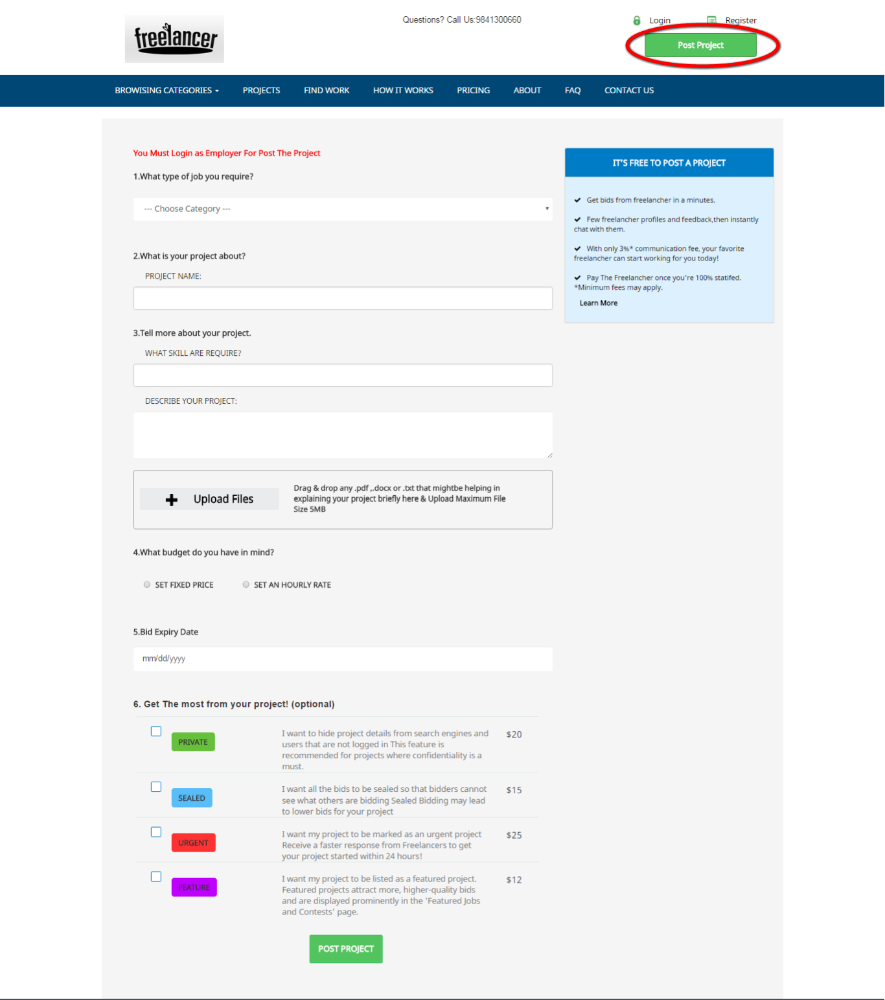 freelancer
Questions? Call Us:9841300660
Login
Register
Post Project
BROWISING CATEGORIES
PROJECTS
FIND WORK
HOW IT WORKS
PRICING
ABOUT
FAQ
CONTACT US
You Must Login as Employer For Post The Project
1.What type of job you require?
--- Choose Category ---
2.What is your project about?
PROJECT NAME:
3.Tell more about your project.
WHAT SKILL ARE REQUIRE?
DESCRIBE YOUR PROJECT:
Upload Files
Drag & drop any .pdf ,.docx or .txt that mightbe helping in
explaining your project briefly here & Upload Maximum File
Size 5MB
4.What budget do you have in mind?
SET FIXED PRICE
SET AN HOURLY RATE
5.Bid Expiry Date
mm/dd/yyyy
6. Get The most from your project! (optional)
PRIVATE
I want to hide project details from search engines and
users that are not logged in This feature is
recommended for projects where confidentiality is a
must.
$20
SEALED
I want all the bids to be sealed so that bidders cannot
see what others are bidding Sealed Bidding may lead
to lower bids for your project
$15
URGENT
I want my project to be marked as an urgent project
Receive a faster response from Freelancers to get
your project started within 24 hours!
$25
FEATURE
I want my project to be listed as a featured project.
Featured projects attract more, higher-quality bids
and are displayed prominently in the 'Featured Jobs
and Contests' page.
$12
POST PROJECT
IT'S FREE TO POST A PROJECT
Get bids from freelancher in a minutes.
Few freelancher profiles and feedback,then instantly
chat with them.
With only 3%* communication fee, your favorite
freelancher can start working for you today!
Pay The Freelancher once you're 100% statifed.
*Minimum fees may apply.
Learn More